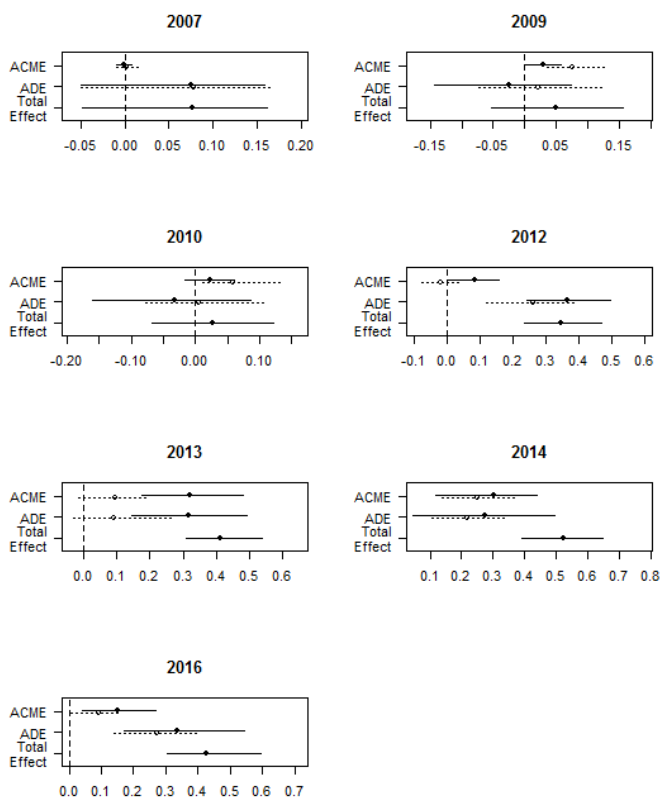 2007
ACME
ADE
Total
Effect
-0.05 0.00 0.05 0.10 0.15 0.20
2009
ACME
ADE
Total
Effect
-0.15 -0.05 0.05 0.15
2010
ACME
ADE
Total
Effect
-0.20 -0.10 0.00 0.10
2012
ACME
ADE
Total
Effect
-0.1 0.0 0.1 0.2 0.3 0.4 0.5 0.6
2013
ACME
ADE
Total
Effect
0.0 0.1 0.2 0.3 0.4 0.5 0.6
2014
ACME
ADE
Total
Effect
0.1 0.2 0.3 0.4 0.5 0.6 0.7 0.8
2016
ACME
ADE
Total
Effect
0.0 0.1 0.2 0.3 0.4 0.5 0.6 0.7